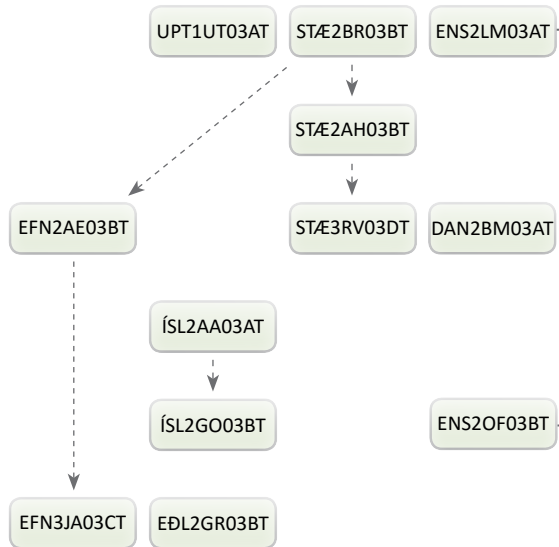 UPT1UT03AT STÆ2BR03BT ENS2LM03AT
STÆ2AH03BT
EFN2AE03BT STÆ3RV03DT DAN2BM03AT
ÍSL2AA03AT
ÍSL2GO03BT ENS2OF03BT
EFN3JA03CT EÐL2GR03BT